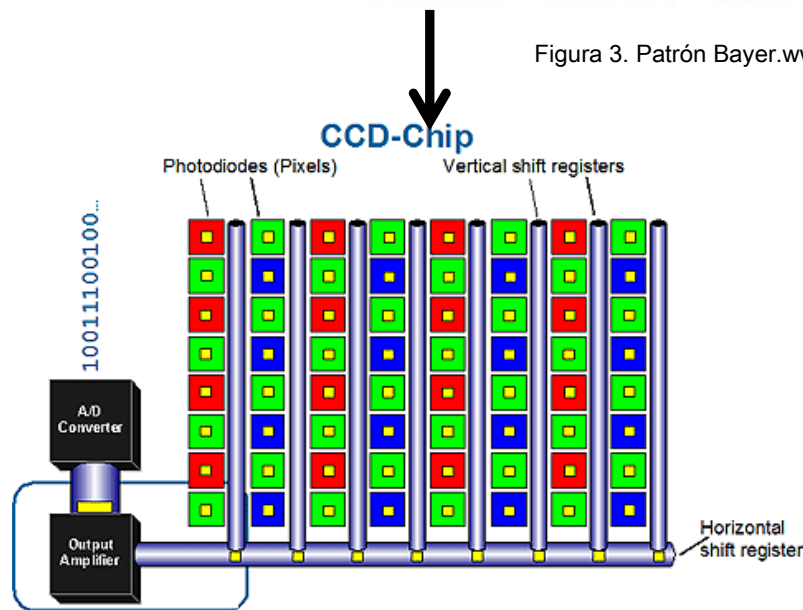 Figura 3. Patrón Bayer.ww
CCD-Chip
Photodiodes (Pixels)
Vertical shift registers
10011100100...
A/D
Converter
Output
Amplifier
Horizontal
shift register